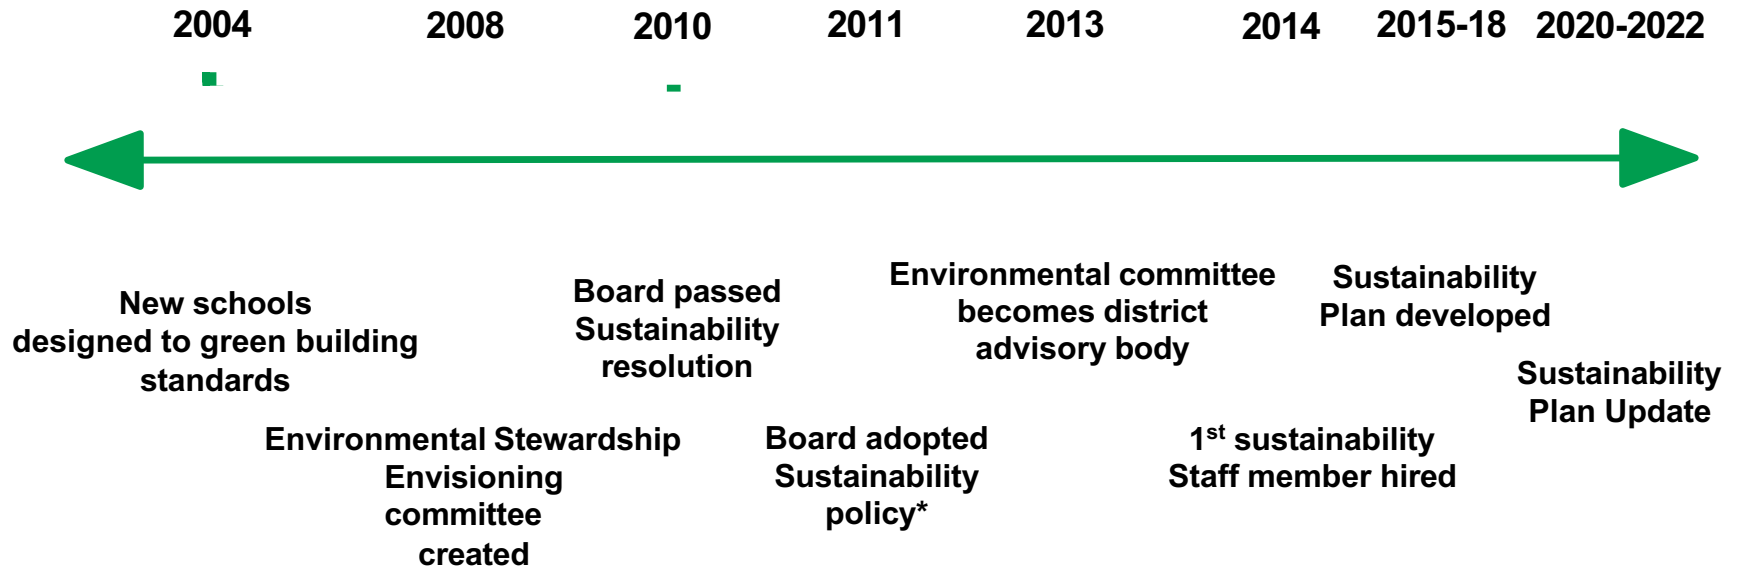 2004 2008 2010 2011 2013 2014 2015-18 2020-2022
New schools
designed to green building
standards
Environmental Stewardship
Envisioning
committee
created
Board passed
Sustainability
resolution
Board adopted
Sustainability
policy*
Environmental committee
becomes district
advisory body
1st sustainability
Staff member hired
Sustainability
Plan developed
Sustainability
Plan Update